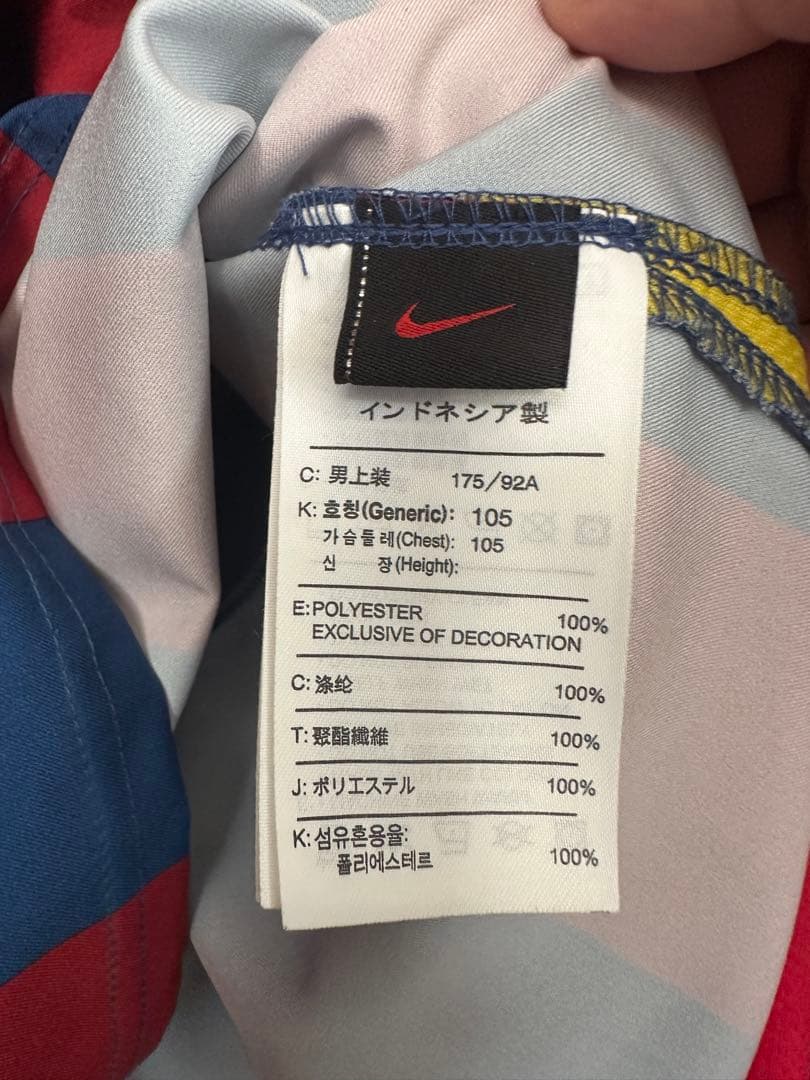 インドネシア製
C: 男上装 175/92A
K: 호칭(Generic): 105
가슴둘레(Chest): 105
신 장(Height):
E:POLYESTER 100%
EXCLUSIVE OF DECORATION
C:涤纶 100%
T:聚酯纖維 100%
J:ポリエステル 100%
K:섬유혼용율:
폴리에스테르 100%